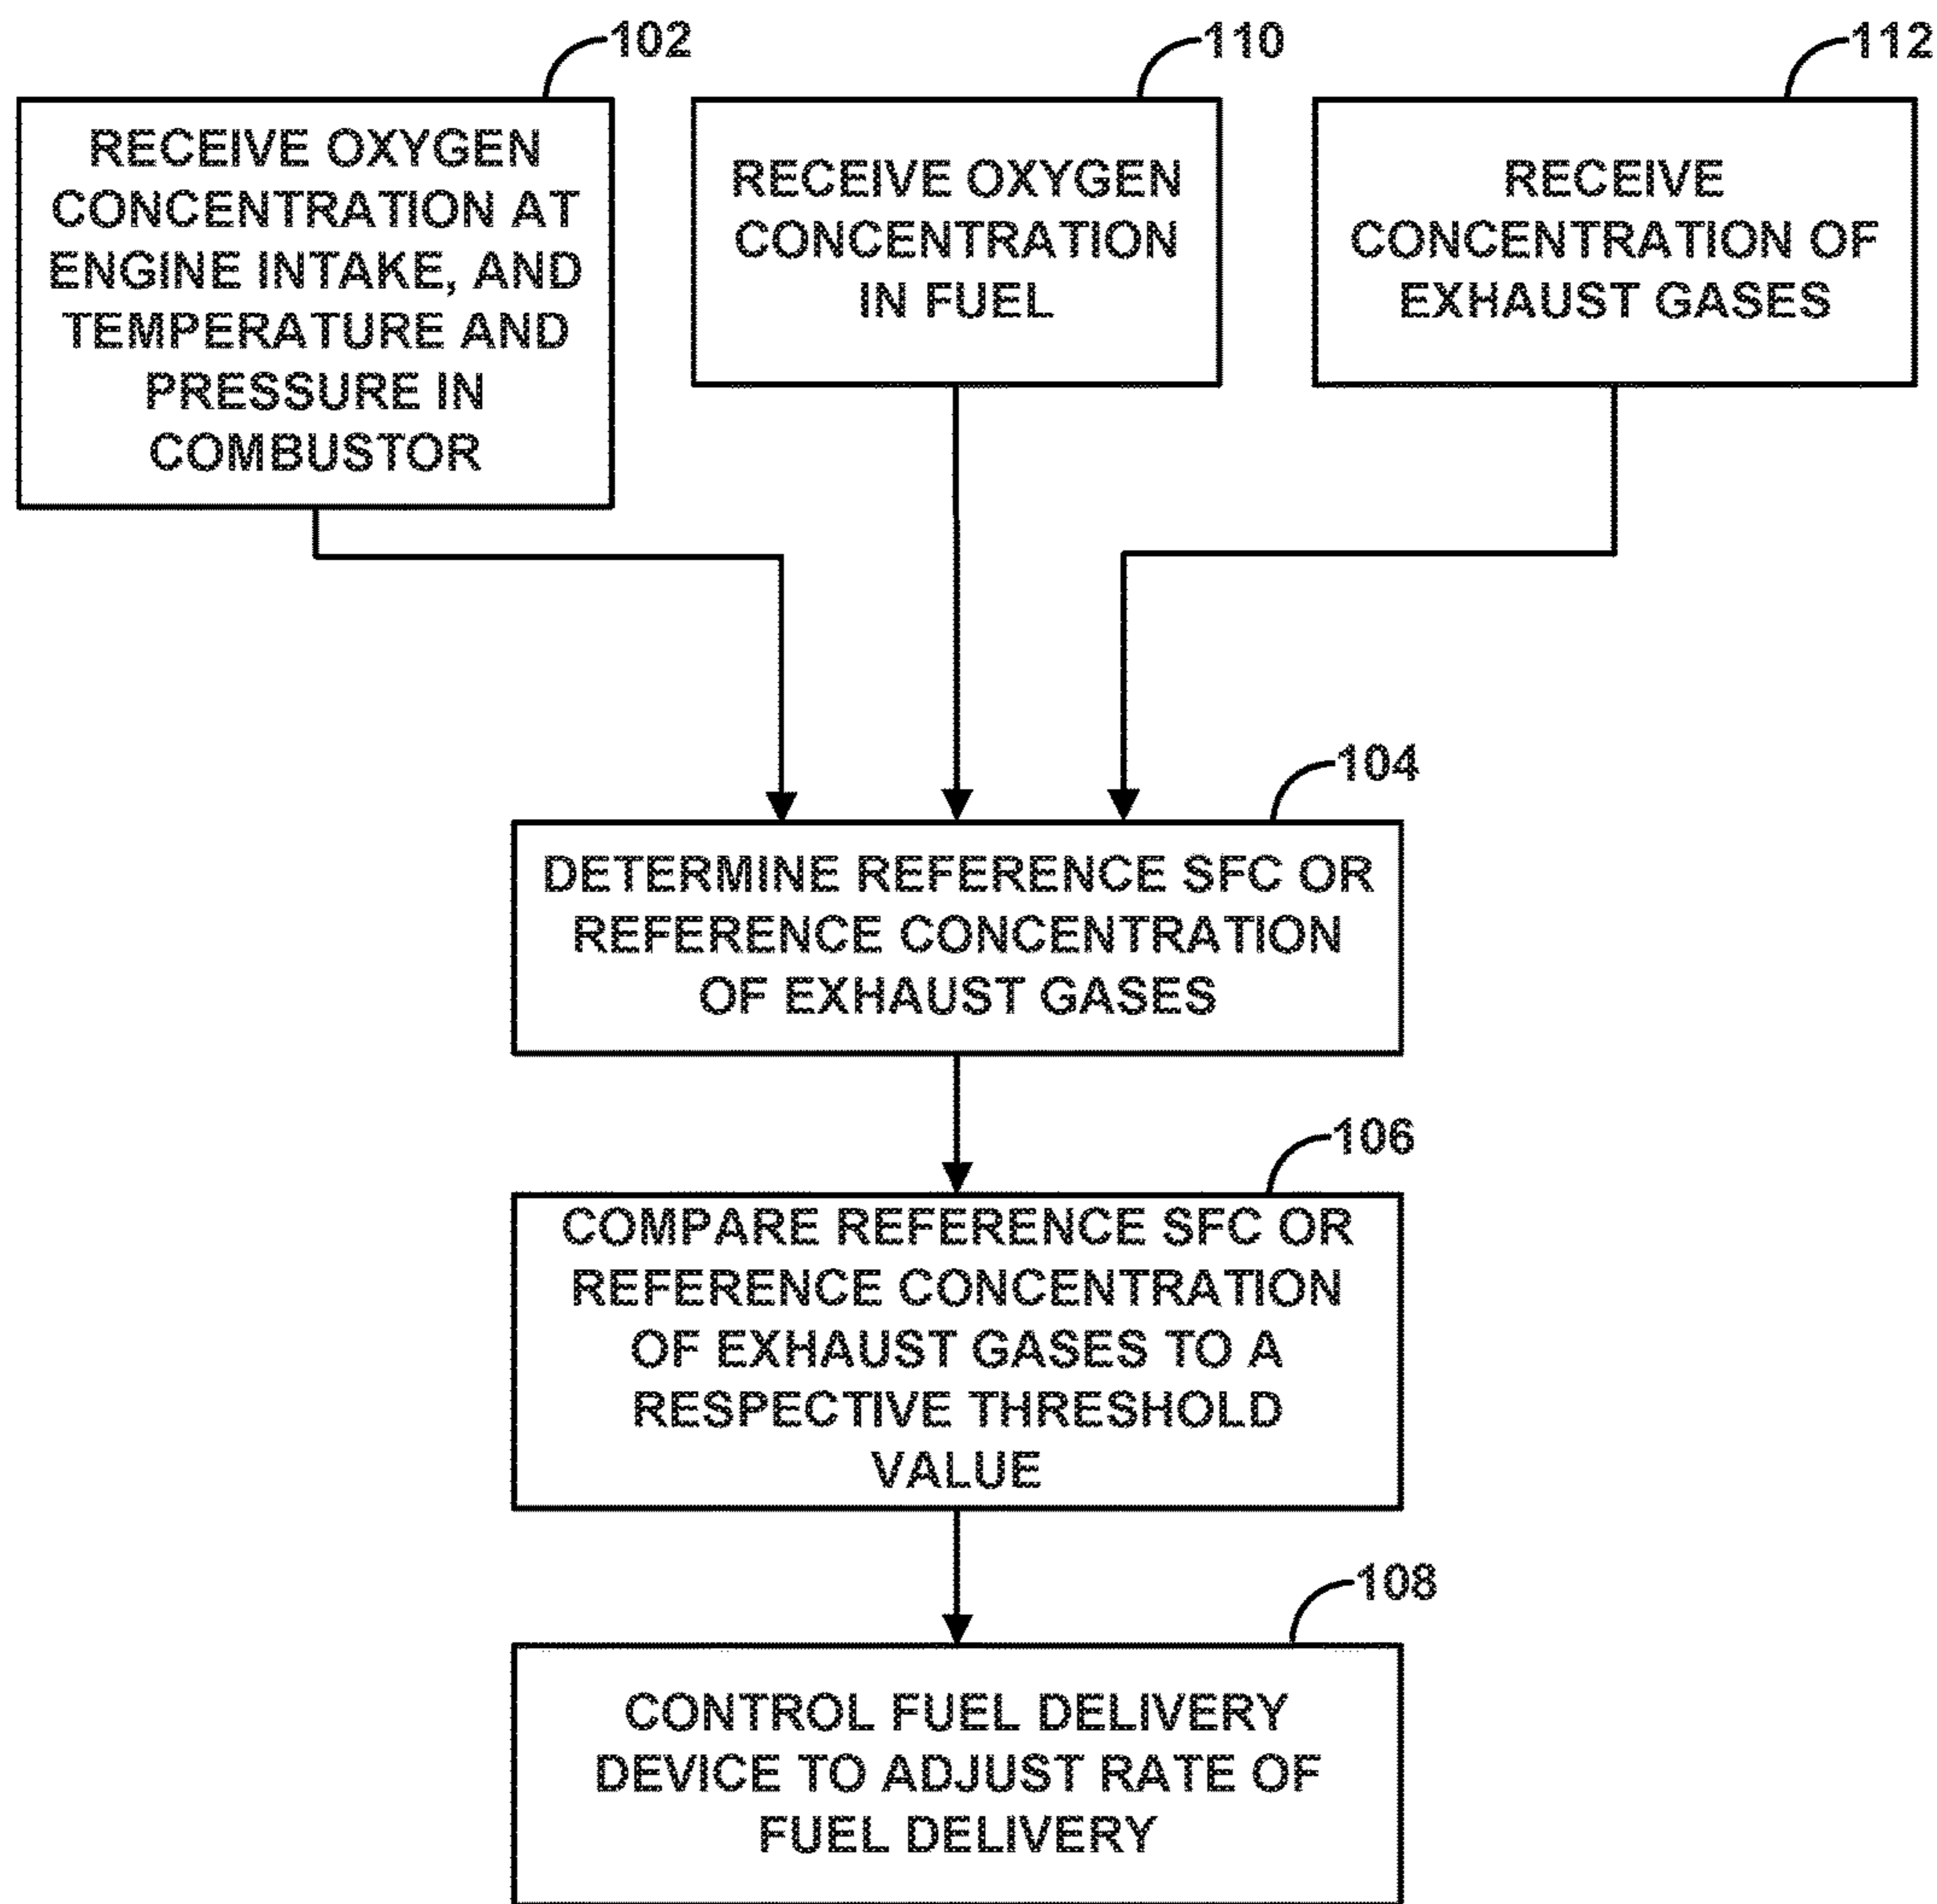 102
RECEIVE OXYGEN
CONCENTRATION AT
ENGINE INTAKE, AND
TEMPERATURE AND
PRESSURE IN
COMBUSTOR
110
RECEIVE OXYGEN
CONCENTRATION
IN FUEL
112
RECEIVE
CONCENTRATION OF
EXHAUST GASES
104
DETERMINE REFERENCE SFC OR
REFERENCE CONCENTRATION
OF EXHAUST GASES
106
COMPARE REFERENCE SFC OR
REFERENCE CONCENTRATION
OF EXHAUST GASES TO A
RESPECTIVE THRESHOLD
VALUE
108
CONTROL FUEL DELIVERY
DEVICE TO ADJUST RATE OF
FUEL DELIVERY